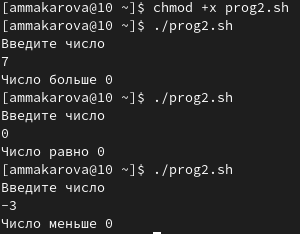 [ammakarova@10 ~]$ chmod +x prog2.sh
[ammakarova@10 ~]$ ./prog2.sh
Введите число
7
Число больше 0
[ammakarova@10 ~]$ ./prog2.sh
Введите число
0
Число равно 0
[ammakarova@10 ~]$ ./prog2.sh
Введите число
-3
Число меньше 0